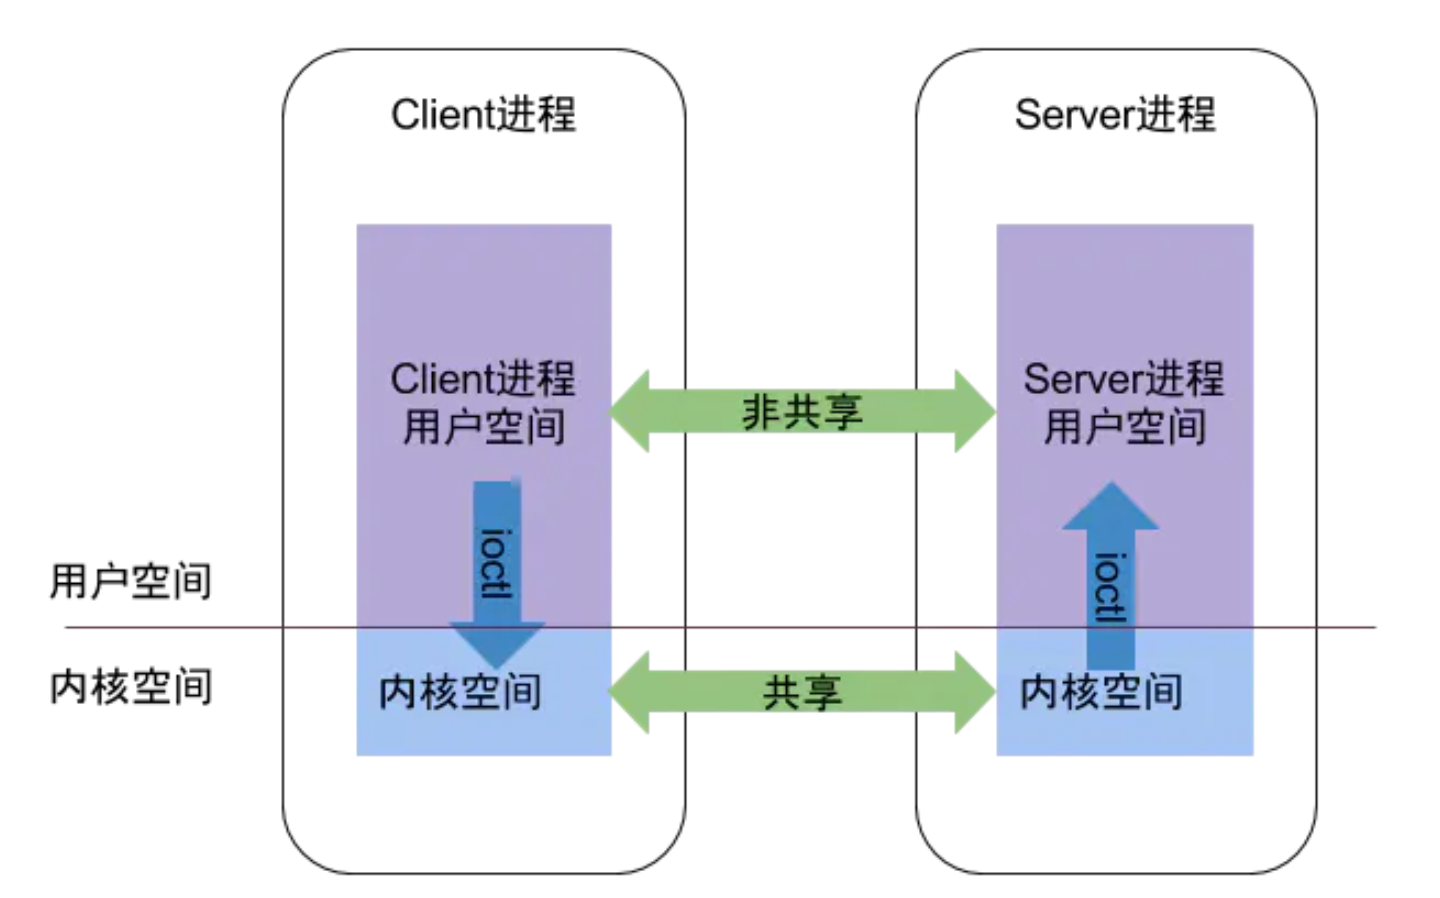 Client进程
Server进程
Client进程
用户空间
非共享
Server进程
用户空间
ioctl
ioctl
用户空间
内核空间
内核空间
共享
内核空间